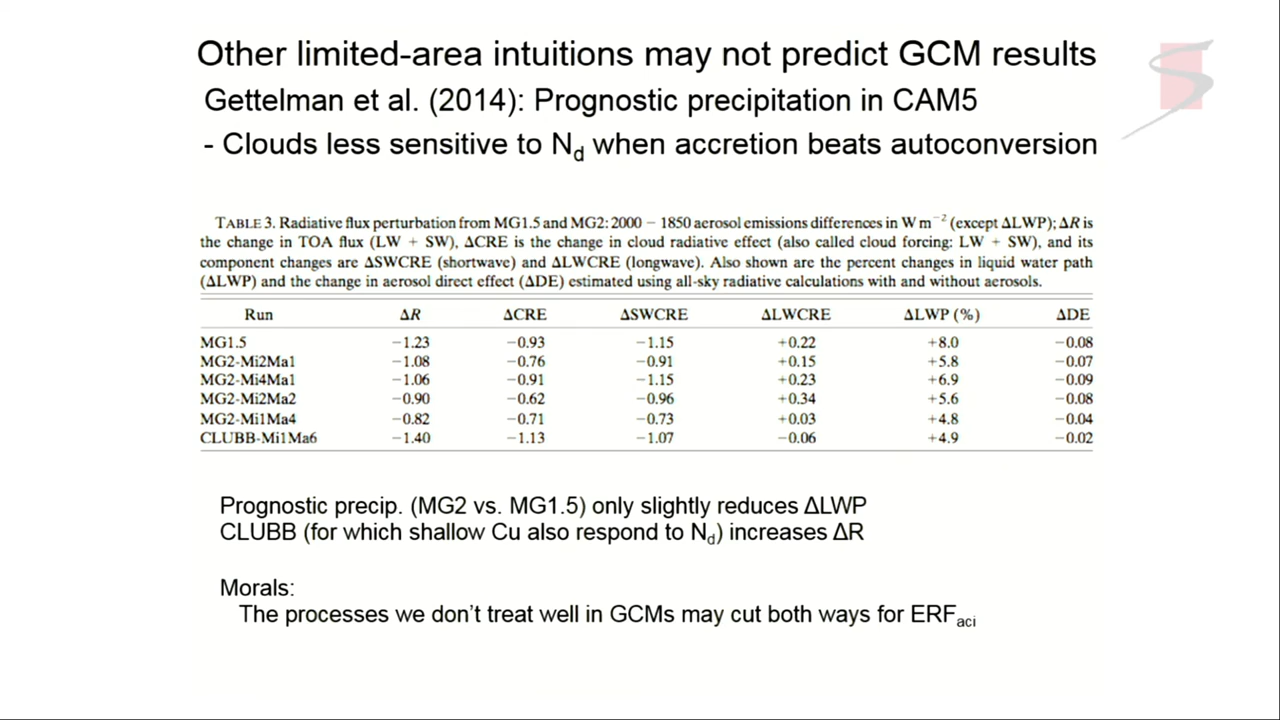 Other limited-area intuitions may not predict GCM results
Gettelman et al. (2014): Prognostic precipitation in CAM5
- Clouds less sensitive to Nd when accretion beats autoconversion
TABLE 3. Radiative flux perturbation from MG1.5 and MG2: 2000 − 1850 aerosol emissions differences in W m−2 (except ΔLWP); ΔR is
the change in TOA flux (LW + SW), ΔCRE is the change in cloud radiative effect (also called cloud forcing: LW + SW), and its
component changes are ΔSWCRE (shortwave) and ΔLWCRE (longwave). Also shown are the percent changes in liquid water path
(ΔLWP) and the change in aerosol direct effect (ΔDE) estimated using all-sky radiative calculations with and without aerosols.
Run ΔR ΔCRE ΔSWCRE ΔLWCRE ΔLWP (%) ΔDE
MG1.5 −1.23 −0.93 −1.15 +0.22 +8.0 −0.08
MG2-Mi2Ma1 −1.08 −0.76 −0.91 +0.15 +5.8 −0.07
MG2-Mi4Ma1 −1.06 −0.91 −1.15 +0.23 +6.9 −0.09
MG2-Mi2Ma2 −0.90 −0.62 −0.96 +0.34 +5.6 −0.08
MG2-Mi1Ma4 −0.82 −0.71 −0.73 +0.03 +4.8 −0.04
CLUBB-Mi1Ma6 −1.40 −1.13 −1.07 −0.06 +4.9 −0.02
Prognostic precip. (MG2 vs. MG1.5) only slightly reduces ΔLWP
CLUBB (for which shallow Cu also respond to Nd) increases ΔR
Morals:
The processes we don't treat well in GCMs may cut both ways for ERFaci